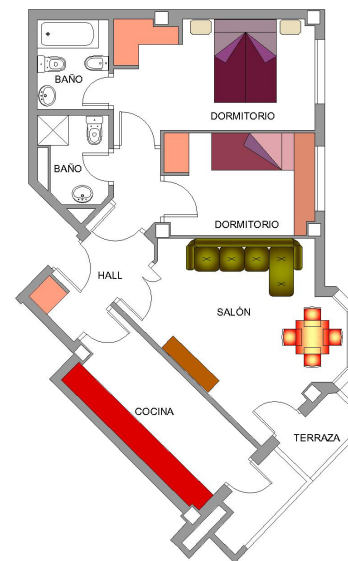 BAÑO
DORMITORIO
BAÑO
DORMITORIO
HALL
SALÓN
COCINA
TERRAZA